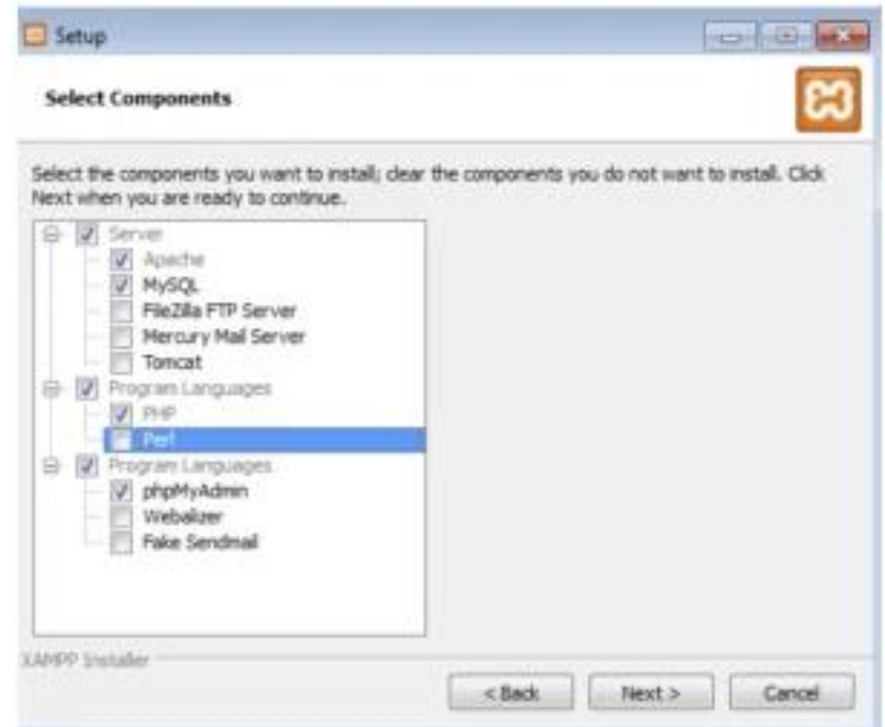 Setup
Select Components
Select the components you want to install; clear the components you do not want to install. Click
Next when you are ready to continue.
Server
Apache
MySQL
FileZilla FTP Server
Mercury Mail Server
Tomcat
Program Languages
PHP
Perl
Program Languages
phpMyAdmin
Webalizer
Fake Sendmail
XAMPP Installer
< Back
Next >
Cancel